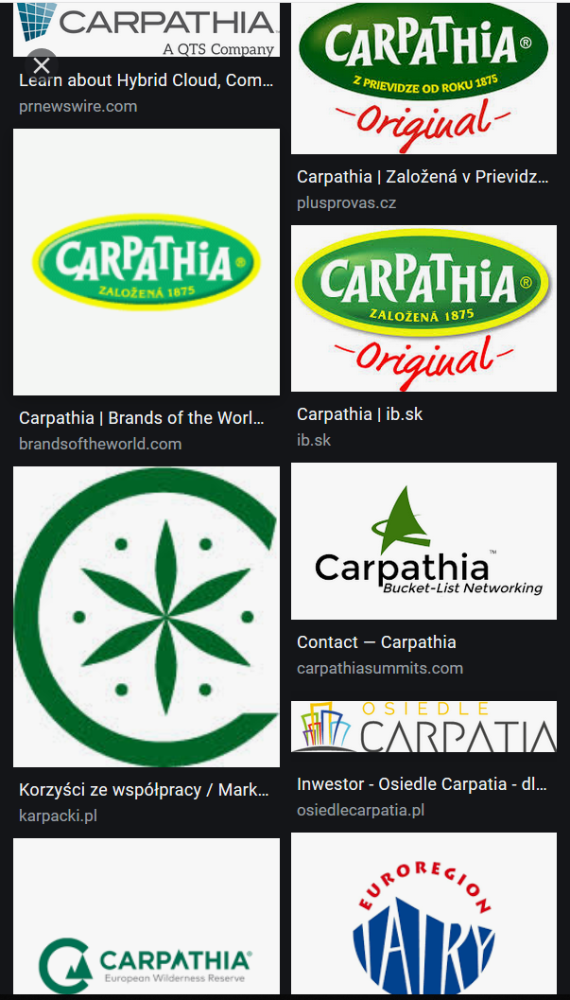 CARPATHIA
A QTS Company
Learn about Hybrid Cloud, Com...
prnewswire.com
CARPATHiA®
ZALOŽENÁ 1875
Carpathia | Brands of the Worl...
brandsoftheworld.com
Korzyści ze współpracy / Mark...
karpacki.pl
CARPATHIA®
European Wilderness Reserve
CARPATHiA®
Z PRIEVIDZE OD ROKU 1875
-Original-
Carpathia | Založená v Prievidz...
plusprovas.cz
CARPATHiA®
ZALOŽENÁ 1875
-Original-
Carpathia | ib.sk
ib.sk
Carpathia™
Bucket-List Networking
Contact — Carpathia
carpathiasummits.com
OSIEDLE
CARPATIA
Inwestor - Osiedle Carpatia - dl...
osiedlecarpatia.pl
EUROREGION
TATRY